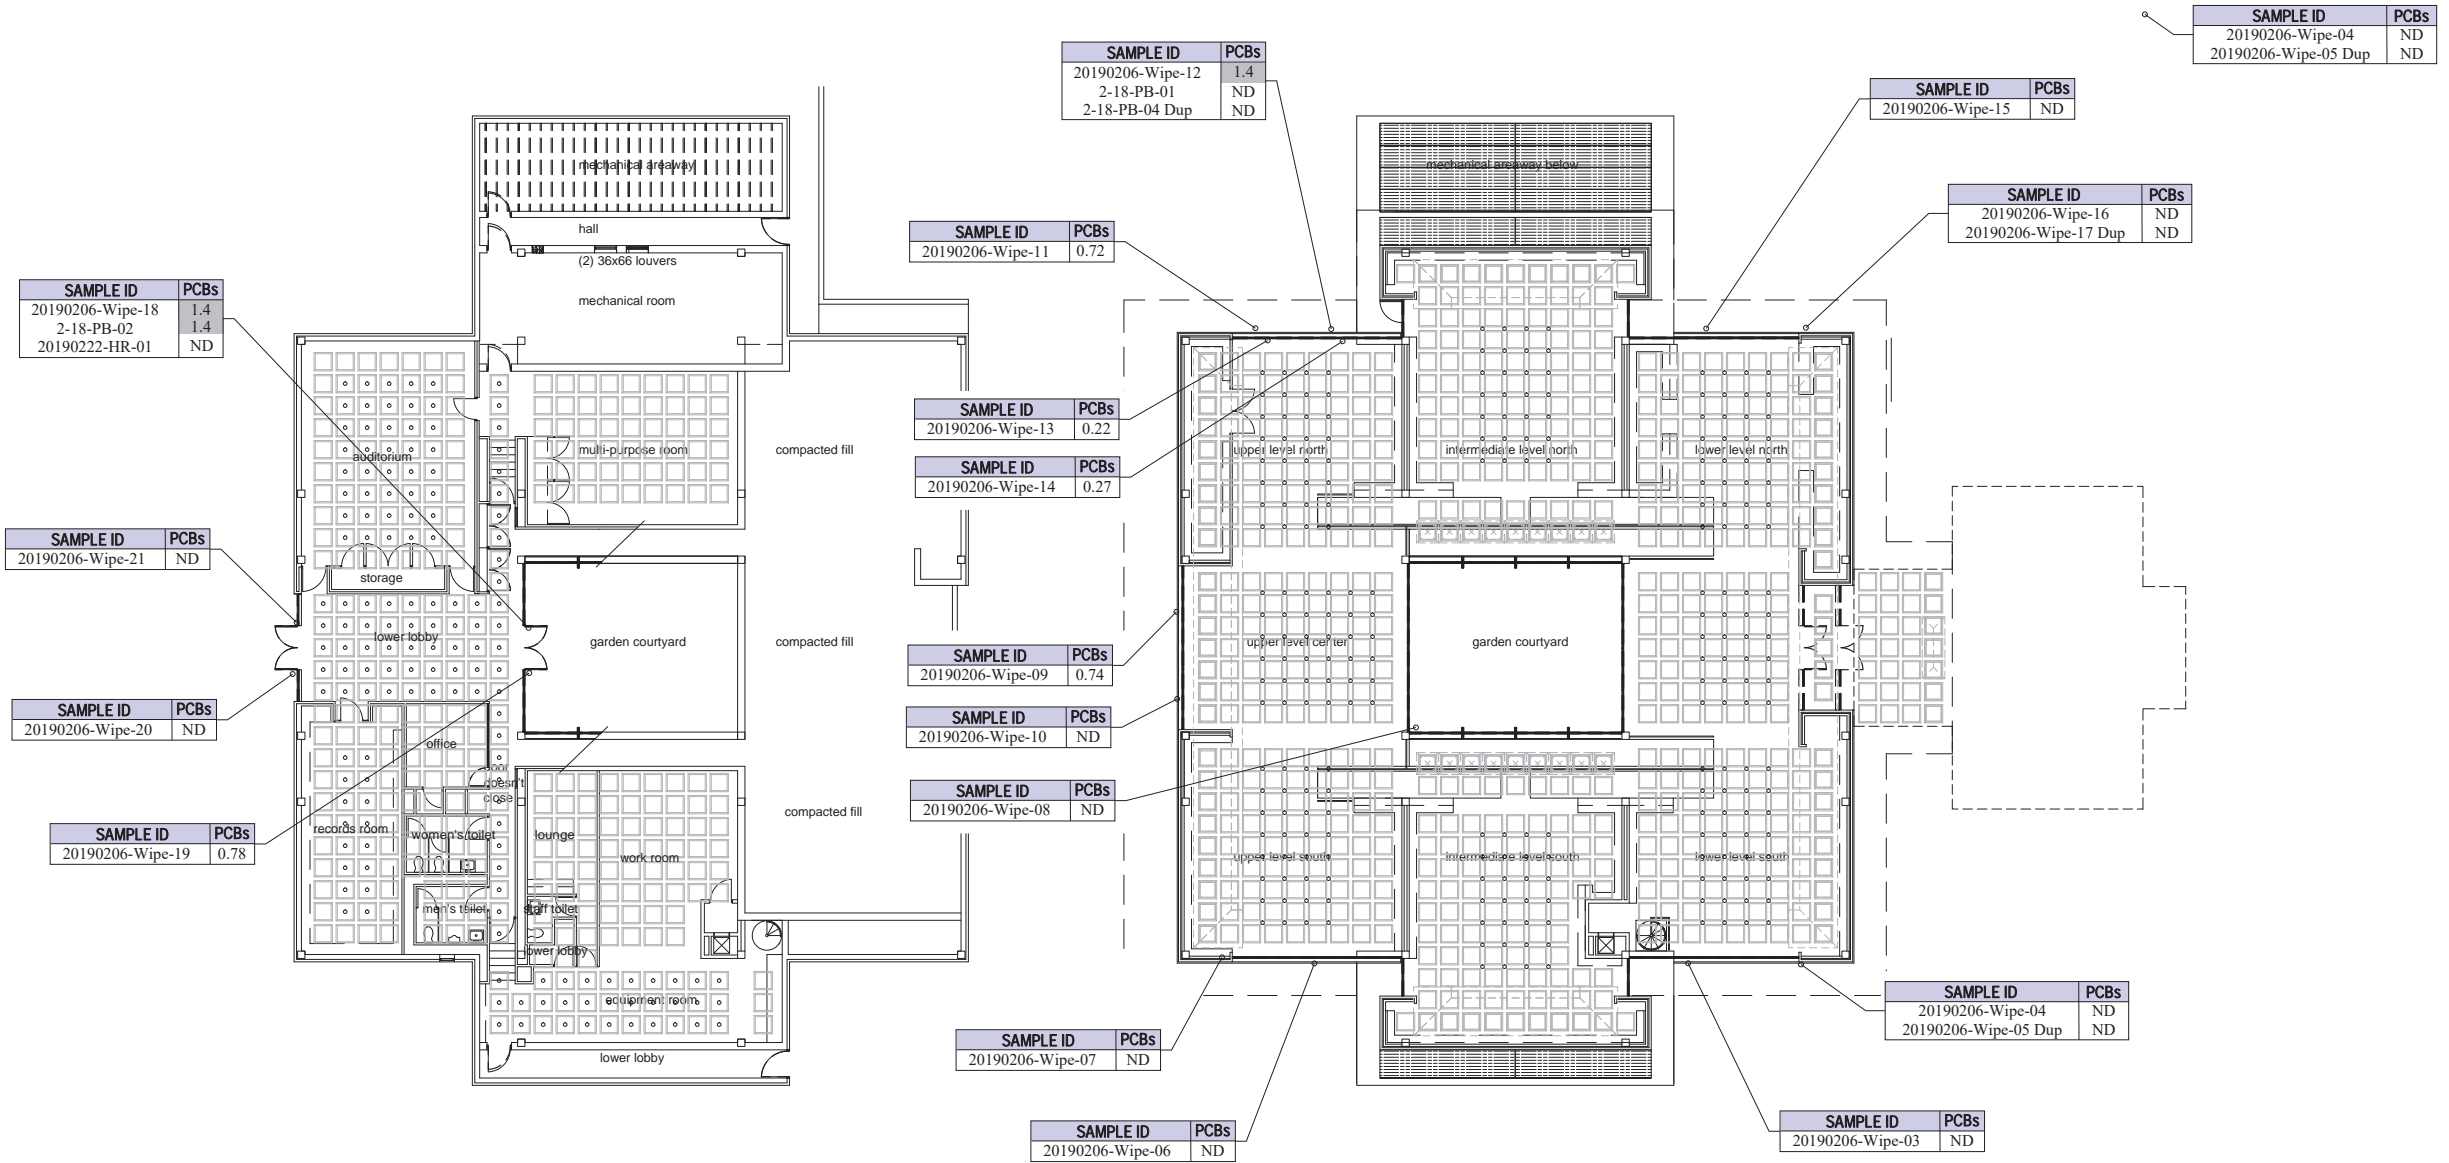 SAMPLE ID PCBs
20190206-Wipe-04 ND
20190206-Wipe-05 Dup ND
SAMPLE ID PCBs
20190206-Wipe-12 1.4
2-18-PB-01 ND
2-18-PB-04 Dup ND
SAMPLE ID PCBs
20190206-Wipe-15 ND
SAMPLE ID PCBs
20190206-Wipe-16 ND
20190206-Wipe-17 Dup ND
SAMPLE ID PCBs
20190206-Wipe-11 0.72
SAMPLE ID PCBs
20190206-Wipe-18 1.4
2-18-PB-02 1.4
20190222-HR-01 ND
SAMPLE ID PCBs
20190206-Wipe-13 0.22
SAMPLE ID PCBs
20190206-Wipe-14 0.27
SAMPLE ID PCBs
20190206-Wipe-21 ND
SAMPLE ID PCBs
20190206-Wipe-09 0.74
SAMPLE ID PCBs
20190206-Wipe-20 ND
SAMPLE ID PCBs
20190206-Wipe-10 ND
SAMPLE ID PCBs
20190206-Wipe-08 ND
SAMPLE ID PCBs
20190206-Wipe-19 0.78
SAMPLE ID PCBs
20190206-Wipe-04 ND
20190206-Wipe-05 Dup ND
SAMPLE ID PCBs
20190206-Wipe-07 ND
SAMPLE ID PCBs
20190206-Wipe-06 ND
SAMPLE ID PCBs
20190206-Wipe-03 ND
mechanical areaway
hall
(2) 36x66 louvers
mechanical room
auditorium
multi-purpose room
compacted fill
storage
lower lobby
garden courtyard
compacted fill
office
door
doesn't
close
records room
women's toilet
lounge
work room
compacted fill
men's toilet
staff toilet
lower lobby
equipment room
lower lobby
mechanical areaway below
upper level north
intermediate level north
lower level north
upper level center
garden courtyard
upper level south
intermediate level south
lower level south